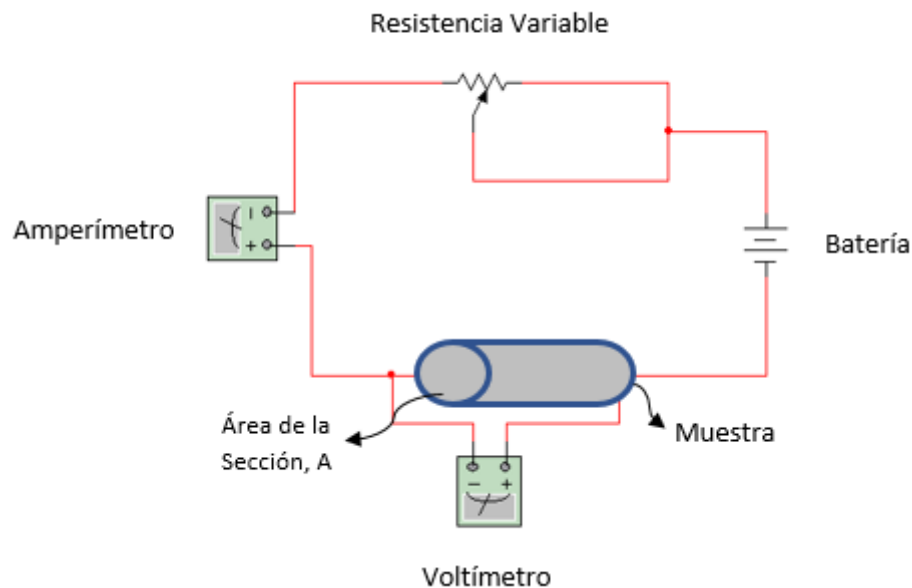 Resistencia Variable
Amperímetro
I
+
Batería
Área de la
Sección, A
Muestra
− +
Voltímetro